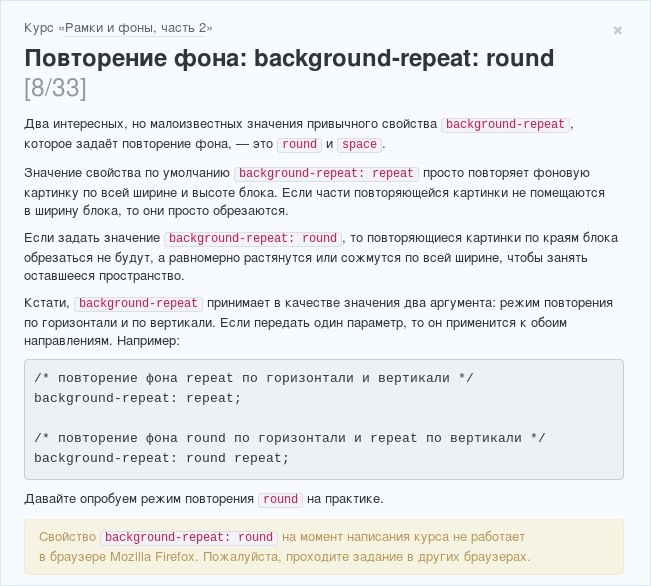 Курс «Рамки и фоны, часть 2»
×
Повторение фона: background-repeat: round
[8/33]
Два интересных, но малоизвестных значения привычного свойства background-repeat,
которое задаёт повторение фона, — это round и space.
Значение свойства по умолчанию background-repeat: repeat просто повторяет фоновую
картинку по всей ширине и высоте блока. Если части повторяющейся картинки не помещаются
в ширину блока, то они просто обрезаются.
Если задать значение background-repeat: round, то повторяющиеся картинки по краям блока
обрезаться не будут, а равномерно растянутся или сожмутся по всей ширине, чтобы занять
оставшееся пространство.
Кстати, background-repeat принимает в качестве значения два аргумента: режим повторения
по горизонтали и по вертикали. Если передать один параметр, то он применится к обоим
направлениям. Например:
/* повторение фона repeat по горизонтали и вертикали */
background-repeat: repeat;
/* повторение фона round по горизонтали и repeat по вертикали */
background-repeat: round repeat;
Давайте опробуем режим повторения round на практике.
Свойство background-repeat: round на момент написания курса не работает
в браузере Mozilla Firefox. Пожалуйста, проходите задание в других браузерах.